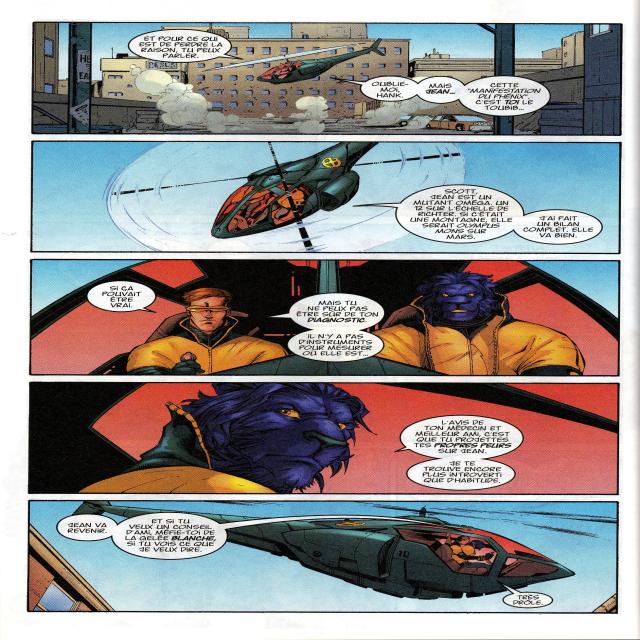 ET POUR CE QUI
EST DE PERDRE LA
RAISON, TU PEUX
PARLER.
OUBLIE-
MOI,
HANK.
MAIS
JEAN...
CETTE
"MANIFESTATION
DU PHÉNIX"
C'EST TOI LE
TOUBIB...
SCOTT,
JEAN EST UN
MUTANT OMÉGA. UN
12 SUR L'ÉCHELLE DE
RICHTER. SI C'ÉTAIT
UNE MONTAGNE, ELLE
SERAIT OLYMPUS
MONS SUR
MARS.
J'AI FAIT
UN BILAN
COMPLET. ELLE
VA BIEN.
SI ÇA
POUVAIT
ÊTRE
VRAI.
MAIS TU
NE PEUX PAS
ÊTRE SÛR DE TON
DIAGNOSTIC.
IL N'Y A PAS
D'INSTRUMENTS
POUR MESURER
OÙ ELLE EST...
L'AVIS DE
TON MÉDECIN ET
MEILLEUR AMI, C'EST
QUE TU PROJETTES
TES PROPRES PEURS
SUR JEAN.
JE TE
TROUVE ENCORE
PLUS INTROVERTI
QUE D'HABITUDE.
JEAN VA
REVENIR.
ET SI TU
VEUX UN CONSEIL
D'AMI, MÉFIE-TOI DE
LA GELÉE BLANCHE,
SI TU VOIS CE QUE
JE VEUX DIRE.
TRÈS
DRÔLE.